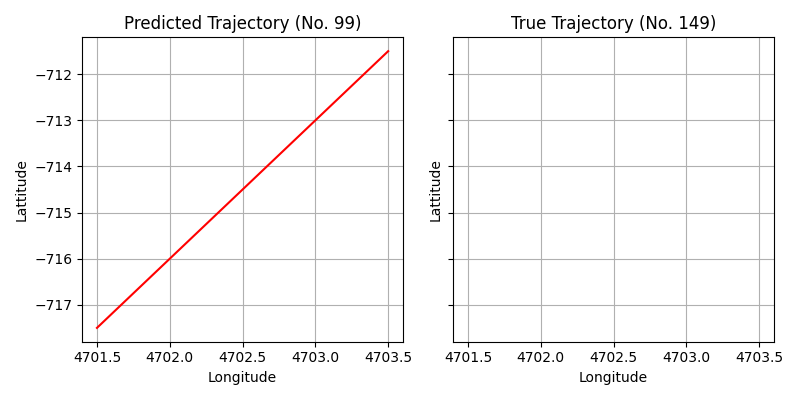 Predicted Trajectory (No. 99)
True Trajectory (No. 149)
Lattitude
−712
−713
−714
−715
−716
−717
4701.5 4702.0 4702.5 4703.0 4703.5
Longitude
Lattitude
4701.5 4702.0 4702.5 4703.0 4703.5
Longitude